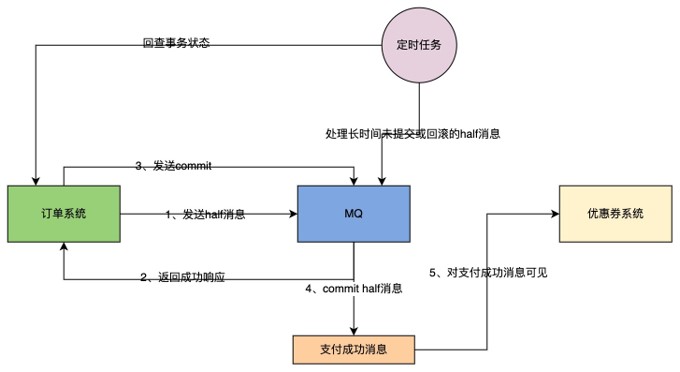 定时任务
回查事务状态
处理长时间未提交或回滚的half消息
3、发送commit
订单系统
1、发送half消息
MQ
优惠券系统
2、返回成功响应
5、对支付成功消息可见
4、commit half消息
支付成功消息